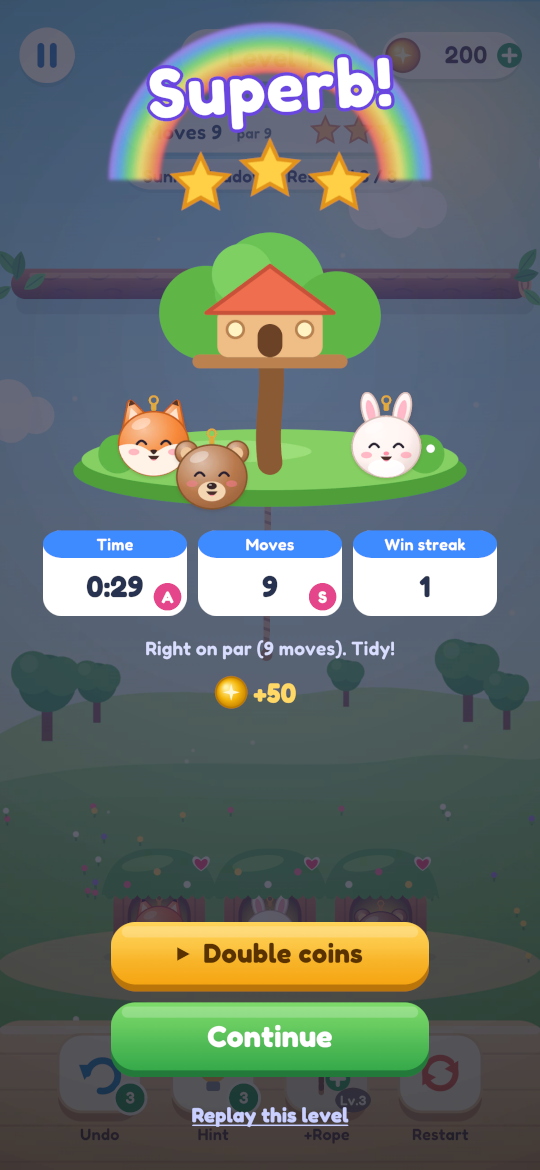 200
Superb!
Moves 9 par 9
Time
Moves
Win streak
0:29
A
9
S
1
Right on par (9 moves). Tidy!
+50
Double coins
Continue
3
3
Lv.3
Replay this level
Undo
Hint
+Rope
Restart